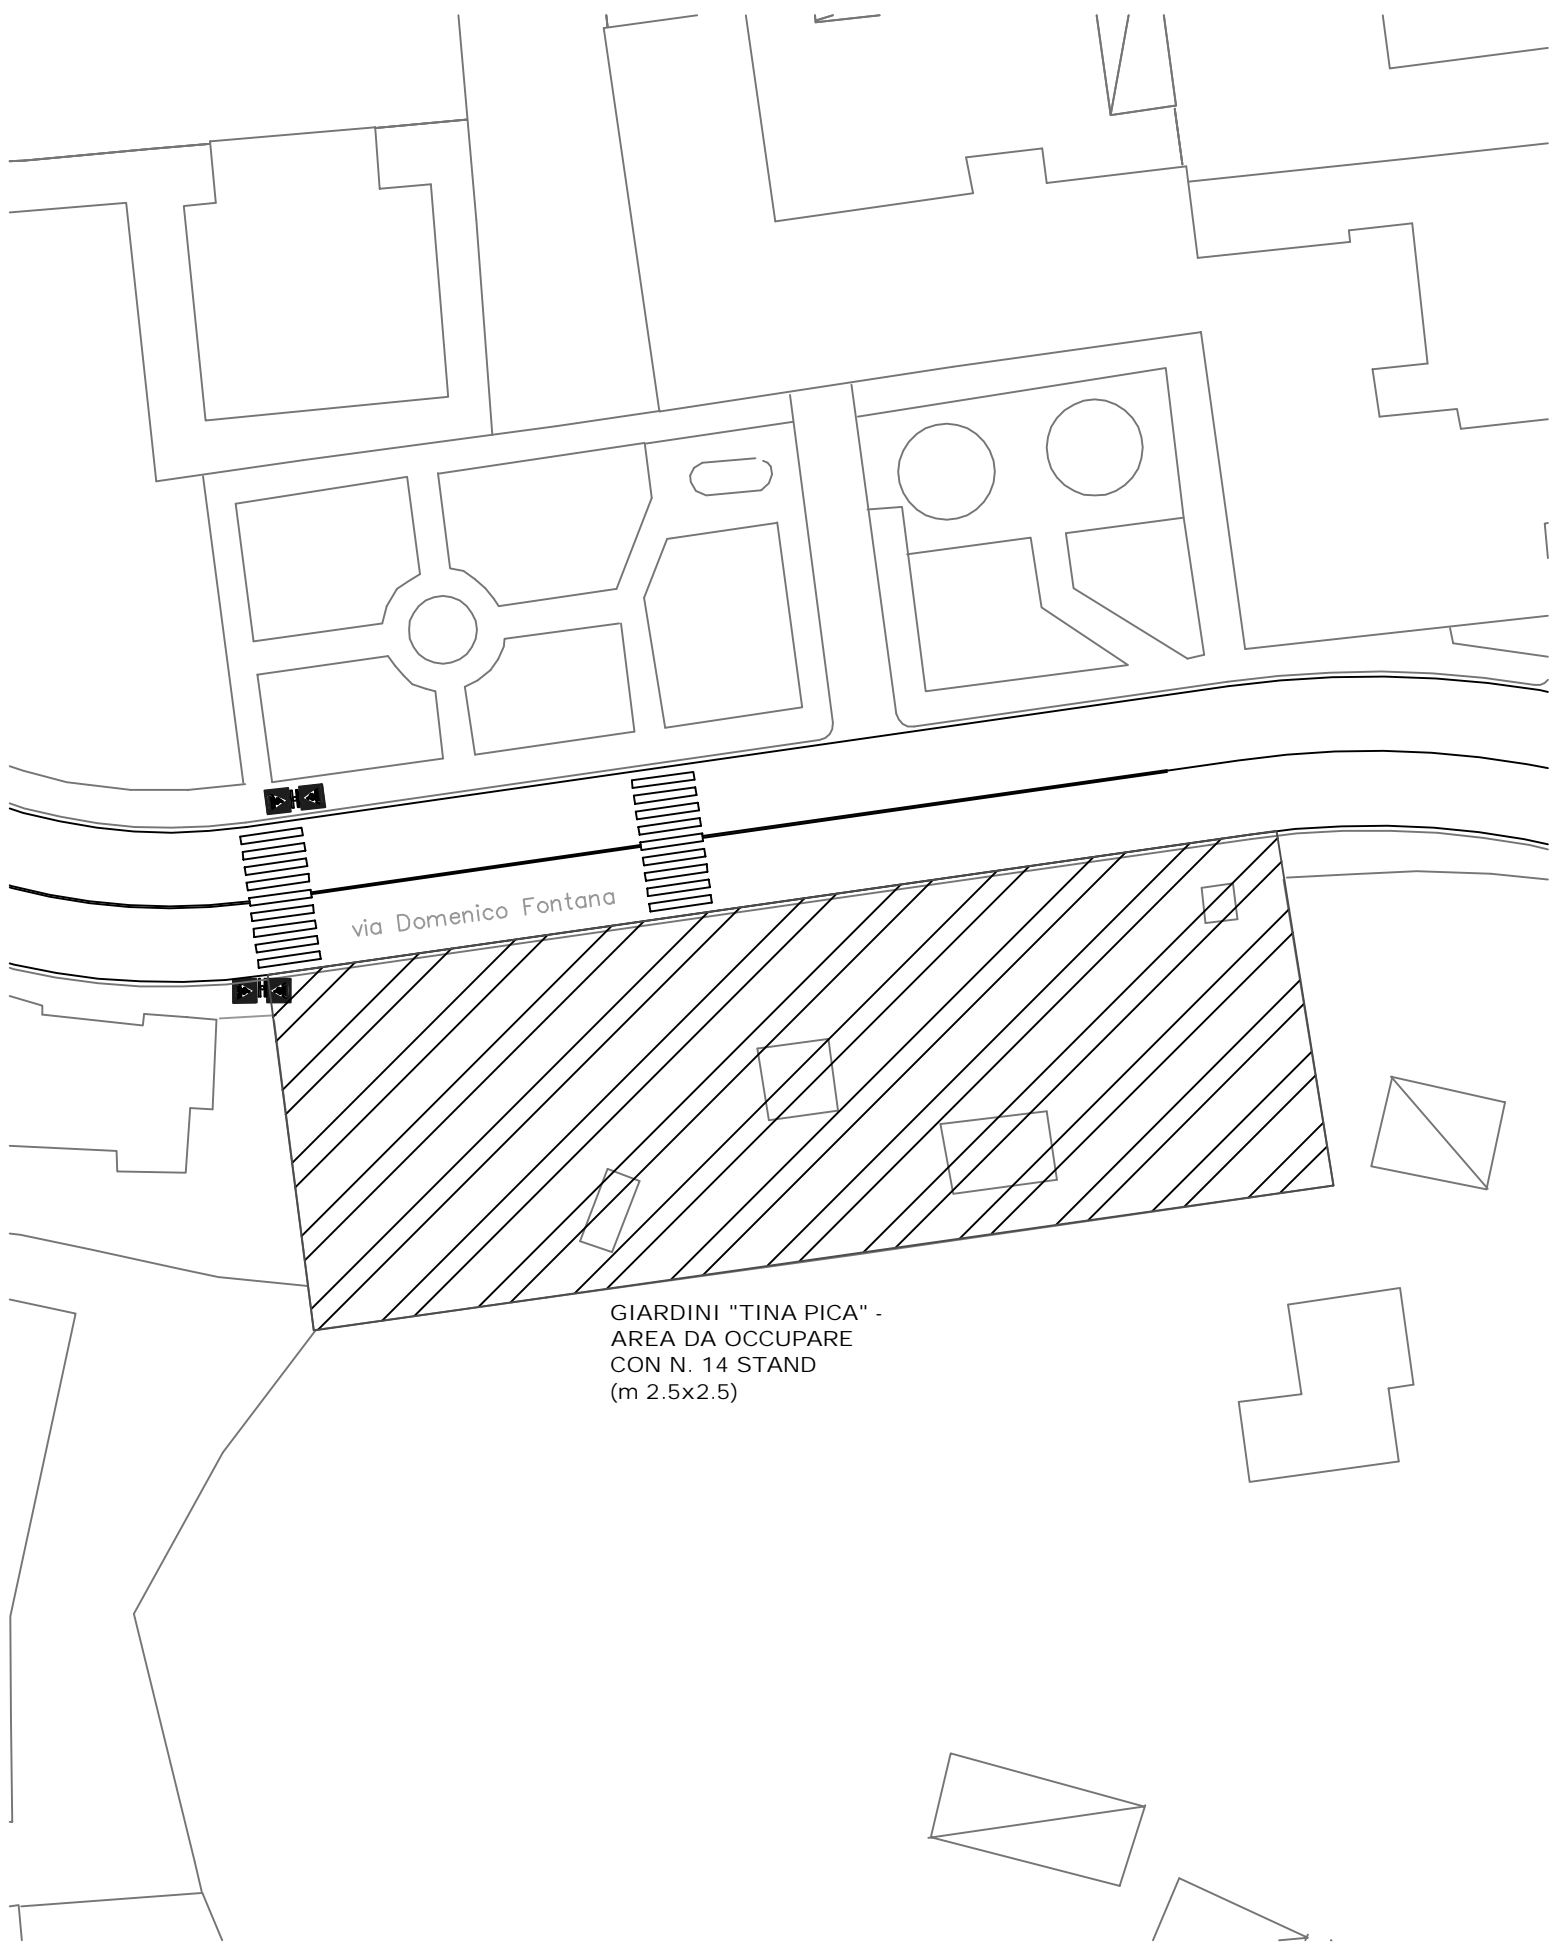 via Domenico Fontana
GIARDINI "TINA PICA" -
AREA DA OCCUPARE
CON N. 14 STAND
(m 2.5x2.5)